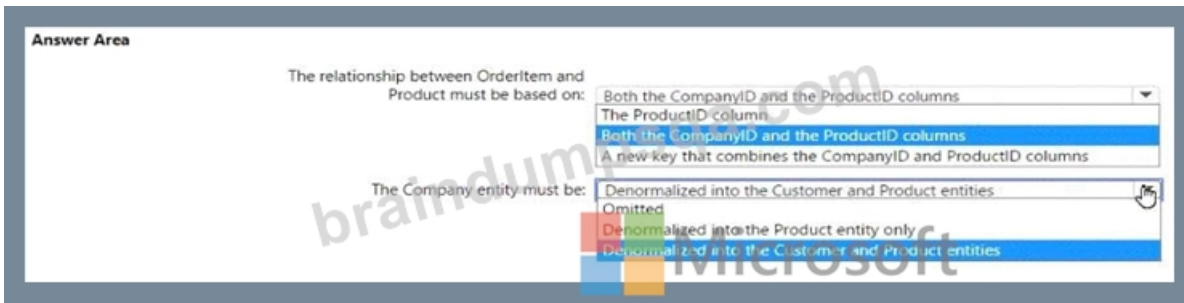 Answer Area
The relationship between OrderItem and
Product must be based on:
Both the CompanyID and the ProductID columns
The ProductID column
Both the CompanyID and the ProductID columns
A new key that combines the CompanyID and ProductID columns
The Company entity must be:
Denormalized into the Customer and Product entities
Omitted
Denormalized into the Product entity only
Denormalized into the Customer and Product entities
braindumpsqa.com
Microsoft